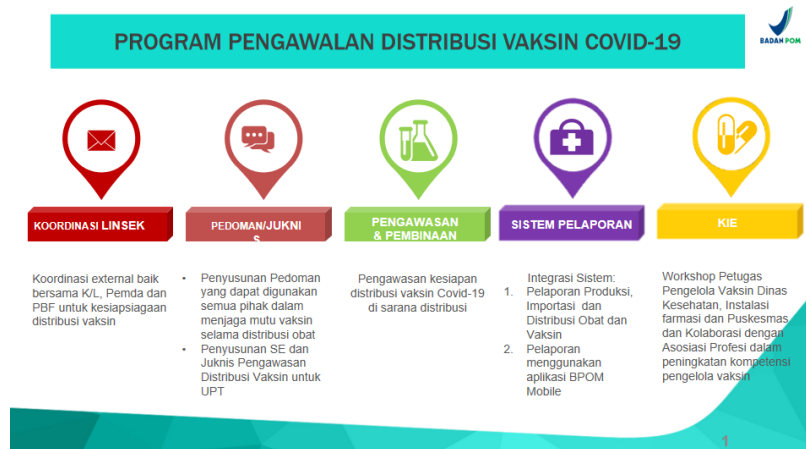 PROGRAM PENGAWALAN DISTRIBUSI VAKSIN COVID-19
BADAN POM
KOORDINASI LINSEK
Koordinasi external baik
bersama K/L, Pemda dan
PBF untuk kesiapsiagaan
distribusi vaksin
PEDOMAN/JUKNI
S
• Penyusunan Pedoman
yang dapat digunakan
semua pihak dalam
menjaga mutu vaksin
selama distribusi obat
• Penyusunan SE dan
Juknis Pengawasan
Distribusi Vaksin untuk
UPT
PENGAWASAN
& PEMBINAAN
Pengawasan kesiapan
distribusi vaksin Covid-19
di sarana distribusi
SISTEM PELAPORAN
Integrasi Sistem:
1. Pelaporan Produksi,
Importasi dan
Distribusi Obat dan
Vaksin
2. Pelaporan
menggunakan
aplikasi BPOM
Mobile
KIE
Workshop Petugas
Pengelola Vaksin Dinas
Kesehatan, Instalasi
farmasi dan Puskesmas
dan Kolaborasi dengan
Asosiasi Profesi dalam
peningkatan kompetensi
pengelola vaksin
1